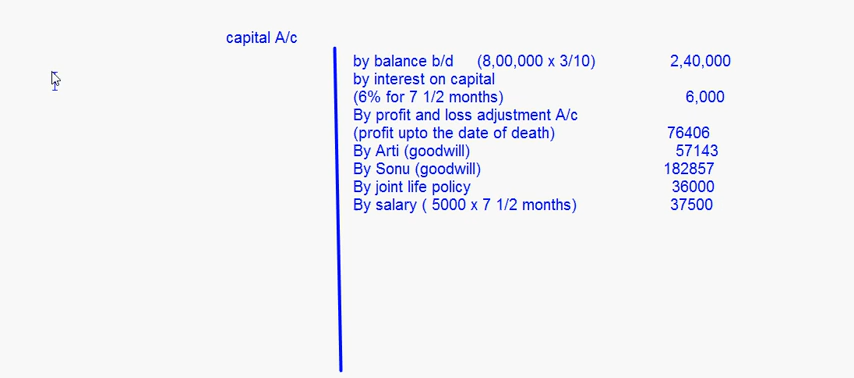 capital A/c
by balance b/d (8,00,000 x 3/10) 2,40,000
by interest on capital
(6% for 7 1/2 months) 6,000
By profit and loss adjustment A/c
(profit upto the date of death) 76406
By Arti (goodwill) 57143
By Sonu (goodwill) 182857
By joint life policy 36000
By salary ( 5000 x 7 1/2 months) 37500